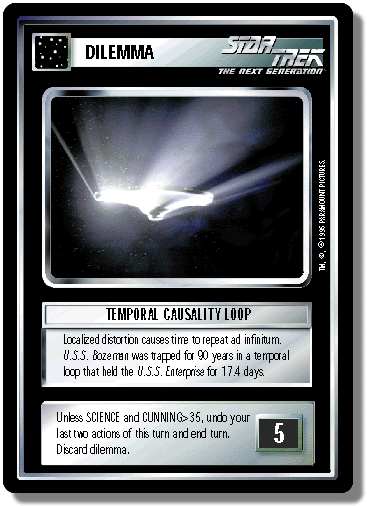 DILEMMA
STAR TREK
THE NEXT GENERATION
TM, ©, ® 1995 PARAMOUNT PICTURES.
TEMPORAL CAUSALITY LOOP
Localized distortion causes time to repeat ad infinitum.
U.S.S. Bozeman was trapped for 90 years in a temporal
loop that held the U.S.S. Enterprise for 17.4 days.
Unless SCIENCE and CUNNING>35, undo your
last two actions of this turn and end turn.
Discard dilemma.
5